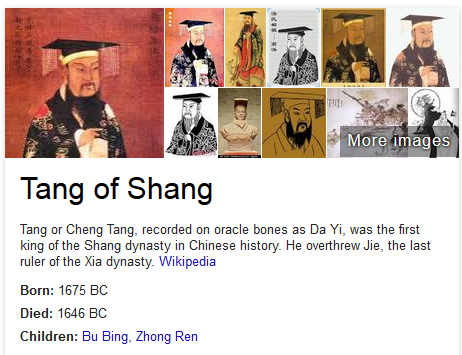 More images
Tang of Shang
Tang or Cheng Tang, recorded on oracle bones as Da Yi, was the first
king of the Shang dynasty in Chinese history. He overthrew Jie, the last
ruler of the Xia dynasty. Wikipedia
Born: 1675 BC
Died: 1646 BC
Children: Bu Bing, Zhong Ren